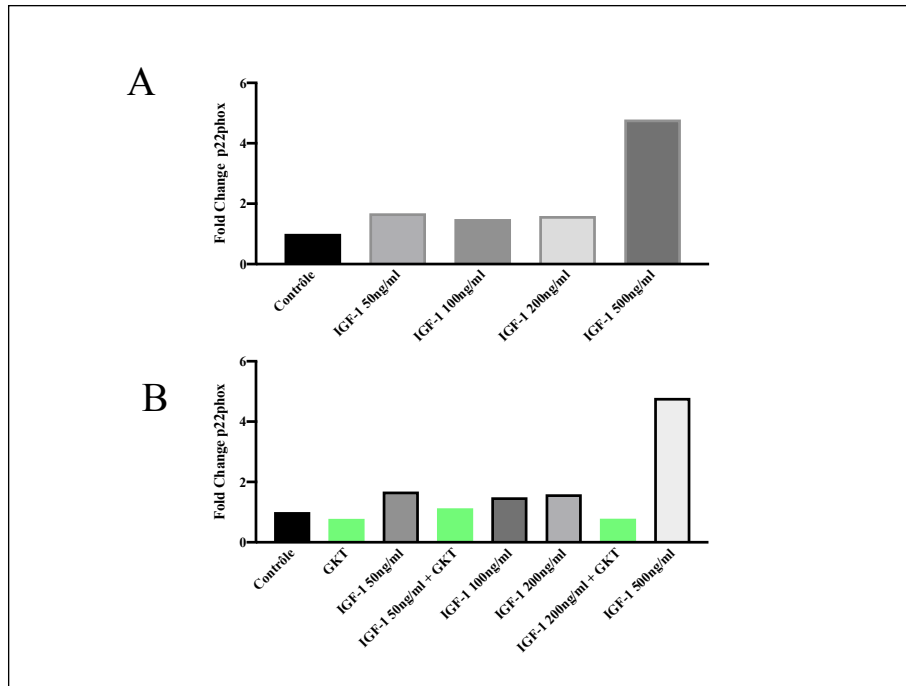 A
Fold Change p22phox
6
4
2
0
Contrôle
IGF-1 50ng/ml
IGF-1 100ng/ml
IGF-1 200ng/ml
IGF-1 500ng/ml
B
Fold Change p22phox
6
4
2
0
Contrôle
GKT
IGF-1 50ng/ml
IGF-1 50ng/ml + GKT
IGF-1 100ng/ml
IGF-1 200ng/ml
IGF-1 200ng/ml + GKT
IGF-1 500ng/ml